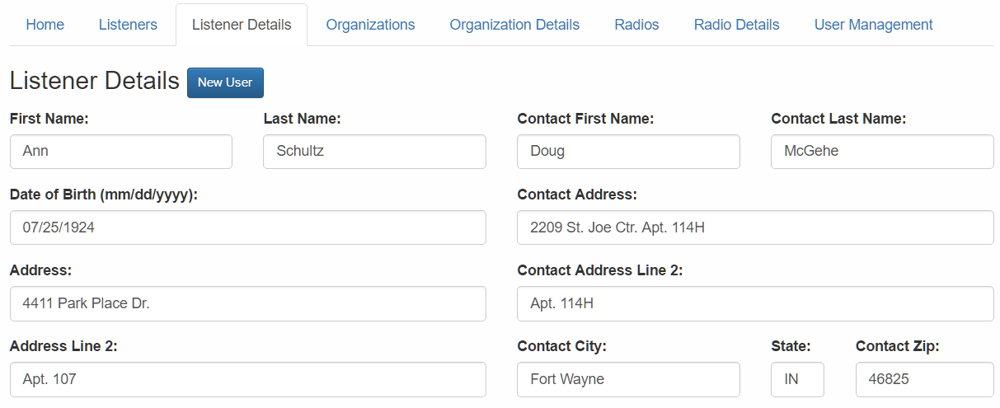 Home Listeners Listener Details Organizations Organization Details Radios Radio Details User Management
Listener Details New User
First Name: Last Name: Contact First Name: Contact Last Name:
Ann Schultz Doug McGehe
Date of Birth (mm/dd/yyyy): Contact Address:
07/25/1924 2209 St. Joe Ctr. Apt. 114H
Address: Contact Address Line 2:
4411 Park Place Dr. Apt. 114H
Address Line 2: Contact City: State: Contact Zip:
Apt. 107 Fort Wayne IN 46825